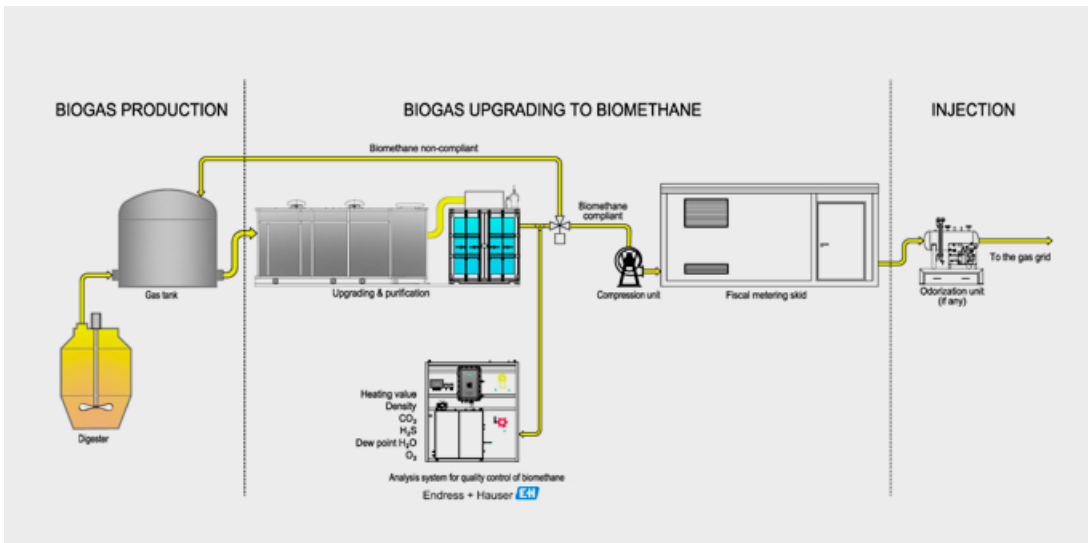 BIOGAS PRODUCTION
BIOGAS UPGRADING TO BIOMETHANE
INJECTION
Biomethane non-compliant
Biomethane
compliant
To the gas grid
Gas tank
Upgrading & purification
Compression unit
Fiscal metering skid
Odorization unit
(if any)
Digester
Heating value
Density
CO₂
H₂S
Dew point H₂O
O₂
Analysis system for quality control of biomethane
Endress + Hauser EH